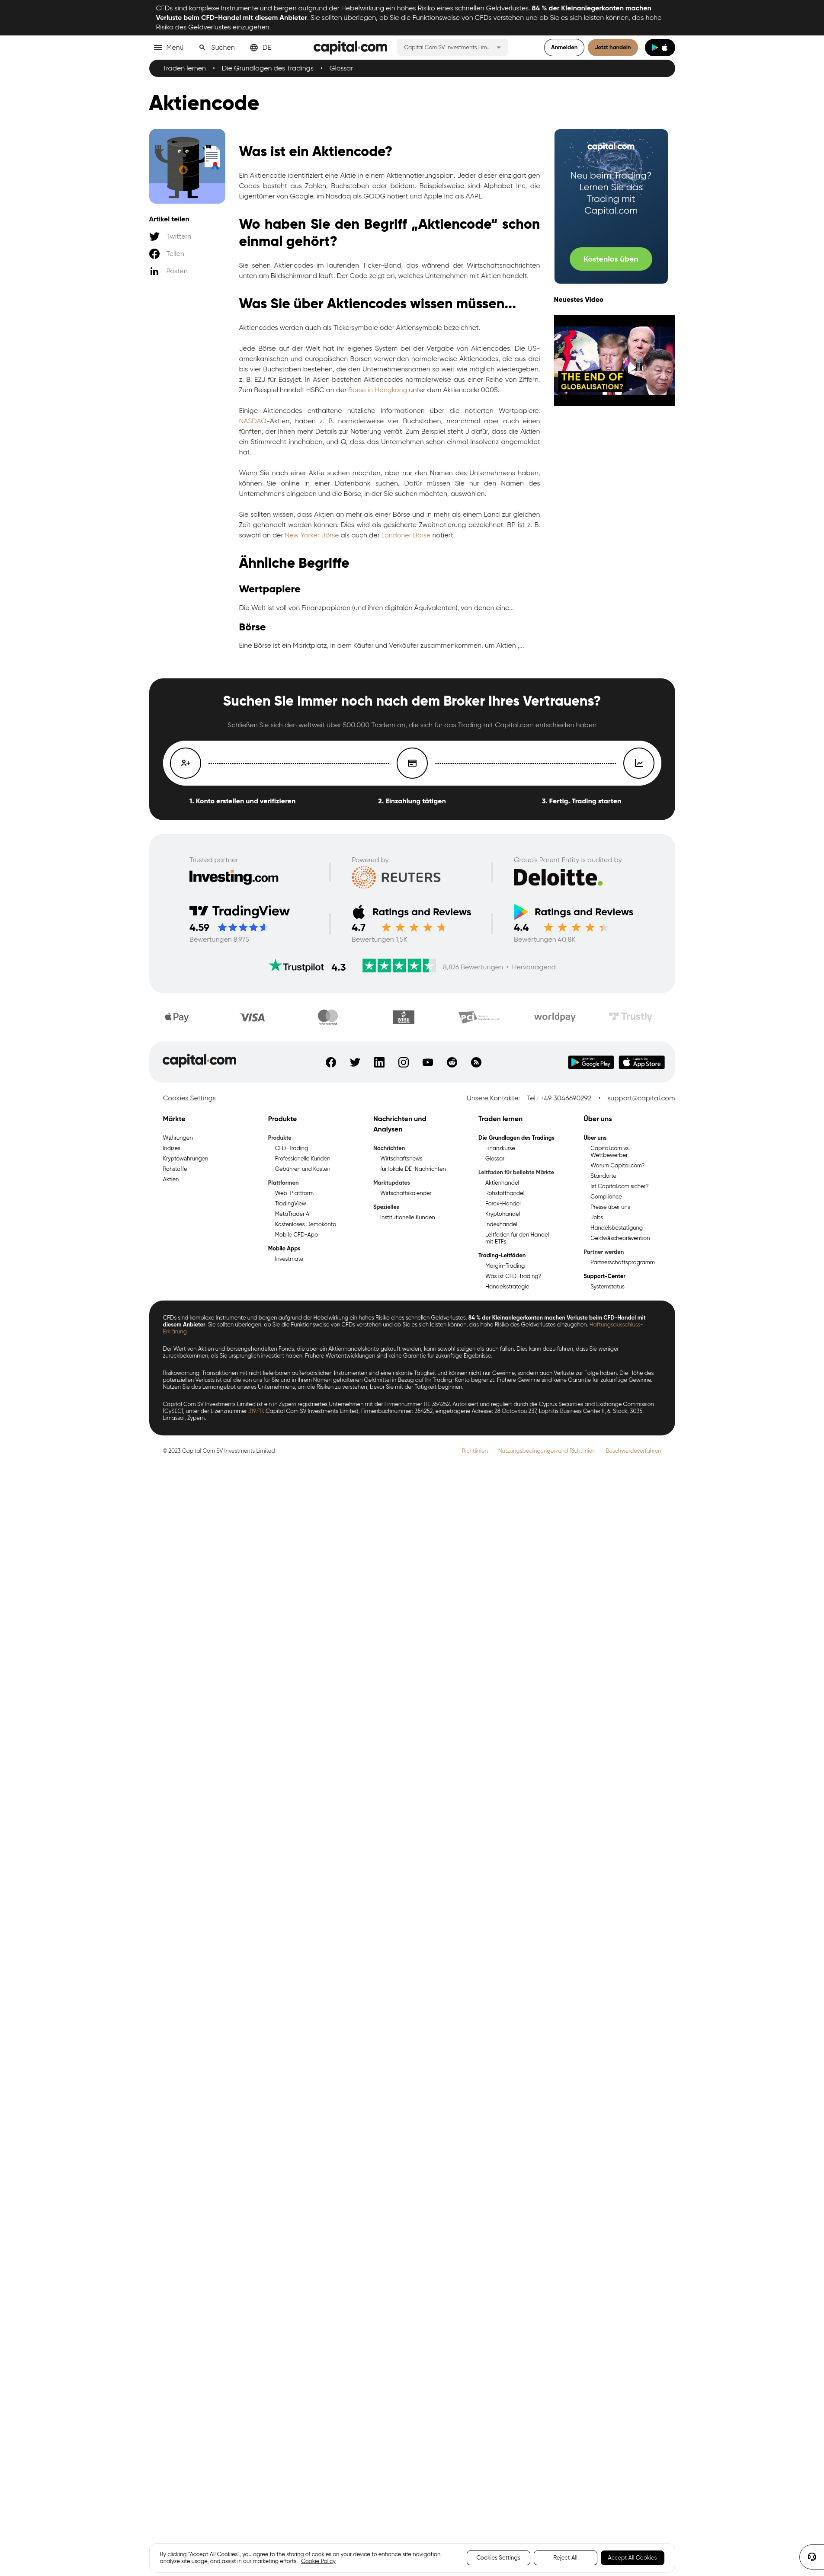 CFDs sind komplexe Instrumente und bergen aufgrund der Hebelwirkung ein hohes Risiko eines schnellen Geldverlustes. 84 % der Kleinanlegerkonten machen
Verluste beim CFD-Handel mit diesem Anbieter. Sie sollten überlegen, ob Sie die Funktionsweise von CFDs verstehen und ob Sie es sich leisten können, das hohe
Risiko des Geldverlustes einzugehen.
Menü
Suchen
DE
capital.com
Capital Com SV Investments Lim...
Anmelden
Jetzt handeln
Traden lernen • Die Grundlagen des Tradings • Glossar
Aktiencode
Artikel teilen
Twittern
Teilen
Posten
Was ist ein Aktiencode?
Ein Aktiencode identifiziert eine Aktie in einem Aktiennotierungsplan. Jeder dieser einzigartigen
Codes besteht aus Zahlen, Buchstaben oder beidem. Beispielsweise sind Alphabet Inc, die
Eigentümer von Google, im Nasdaq als GOOG notiert und Apple Inc als AAPL.
Wo haben Sie den Begriff „Aktiencode“ schon
einmal gehört?
Sie sehen Aktiencodes im laufenden Ticker-Band, das während der Wirtschaftsnachrichten
unten am Bildschirmrand läuft. Der Code zeigt an, welches Unternehmen mit Aktien handelt.
Was Sie über Aktiencodes wissen müssen...
Aktiencodes werden auch als Tickersymbole oder Aktiensymbole bezeichnet.
Jede Börse auf der Welt hat ihr eigenes System bei der Vergabe von Aktiencodes. Die US-
amerikanischen und europäischen Börsen verwenden normalerweise Aktiencodes, die aus drei
bis vier Buchstaben bestehen, die den Unternehmensnamen so weit wie möglich wiedergeben,
z. B. EZJ für Easyjet. In Asien bestehen Aktiencodes normalerweise aus einer Reihe von Ziffern.
Zum Beispiel handelt HSBC an der Börse in Hongkong unter dem Aktiencode 0005.
Einige Aktiencodes enthaltene nützliche Informationen über die notierten Wertpapiere.
NASDAQ-Aktien, haben z. B. normalerweise vier Buchstaben, manchmal aber auch einen
fünften, der Ihnen mehr Details zur Notierung verrät. Zum Beispiel steht J dafür, dass die Aktien
ein Stimmrecht innehaben, und Q, dass das Unternehmen schon einmal Insolvenz angemeldet
hat.
Wenn Sie nach einer Aktie suchen möchten, aber nur den Namen des Unternehmens haben,
können Sie online in einer Datenbank suchen. Dafür müssen Sie nur den Namen des
Unternehmens eingeben und die Börse, in der Sie suchen möchten, auswählen.
Sie sollten wissen, dass Aktien an mehr als einer Börse und in mehr als einem Land zur gleichen
Zeit gehandelt werden können. Dies wird als gesicherte Zweitnotierung bezeichnet. BP ist z. B.
sowohl an der New Yorker Börse als auch der Londoner Börse notiert.
Ähnliche Begriffe
Wertpapiere
Die Welt ist voll von Finanzpapieren (und ihren digitalen Äquivalenten), von denen eine...
Börse
Eine Börse ist ein Marktplatz, in dem Käufer und Verkäufer zusammenkommen, um Aktien ,...
capital.com
Neu beim Trading?
Lernen Sie das
Trading mit
Capital.com
Kostenlos üben
Neuestes Video
THE END OF
GLOBALISATION?
Suchen Sie immer noch nach dem Broker Ihres Vertrauens?
Schließen Sie sich den weltweit über 500.000 Tradern an, die sich für das Trading mit Capital.com entschieden haben
1. Konto erstellen und verifizieren
2. Einzahlung tätigen
3. Fertig. Trading starten
Trusted partner
Investing.com
Powered by
REUTERS
Group's Parent Entity is audited by
Deloitte.
TradingView
4.59
Bewertungen 8,975
Ratings and Reviews
4.7
Bewertungen 1,5K
Ratings and Reviews
4.4
Bewertungen 40,8K
Trustpilot 4.3 8,876 Bewertungen • Hervorragend
Pay
VISA
mastercard
WIRE
PCI
worldpay
Trustly
capital.com
Google Play
App Store
Cookies Settings
Unsere Kontakte: Tel.: +49 3046690292 • support@capital.com
Märkte
Währungen
Indizes
Kryptowährungen
Rohstoffe
Aktien
Produkte
Produkte
CFD-Trading
Professionelle Kunden
Gebühren und Kosten
Plattformen
Web-Plattform
TradingView
MetaTrader 4
Kostenloses Demokonto
Mobile CFD-App
Mobile Apps
Investmate
Nachrichten und
Analysen
Nachrichten
Wirtschaftsnews
für lokale DE-Nachrichten
Marktupdates
Wirtschaftskalender
Spezielles
Institutionelle Kunden
Traden lernen
Die Grundlagen des Tradings
Finanzkurse
Glossar
Leitfaden für beliebte Märkte
Aktienhandel
Rohstoffhandel
Forex-Handel
Kryptohandel
Indexhandel
Leitfaden für den Handel
mit ETFs
Trading-Leitfäden
Margin-Trading
Was ist CFD-Trading?
Handelsstrategie
Über uns
Über uns
Capital.com vs.
Wettbewerber
Warum Capital.com?
Standorte
Ist Capital.com sicher?
Compliance
Presse über uns
Jobs
Handelsbestätigung
Geldwäscheprävention
Partner werden
Partnerschaftsprogramm
Support-Center
Systemstatus
CFDs sind komplexe Instrumente und bergen aufgrund der Hebelwirkung ein hohes Risiko eines schnellen Geldverlustes. 84 % der Kleinanlegerkonten machen Verluste beim CFD-Handel mit
diesem Anbieter. Sie sollten überlegen, ob Sie die Funktionsweise von CFDs verstehen und ob Sie es sich leisten können, das hohe Risiko des Geldverlustes einzugehen. Haftungsausschluss-
Erklärung
Der Wert von Aktien und börsengehandelten Fonds, die über ein Aktienhandelskonto gekauft werden, kann sowohl steigen als auch fallen. Dies kann dazu führen, dass Sie weniger
zurückbekommen, als Sie ursprünglich investiert haben. Frühere Wertentwicklungen sind keine Garantie für zukünftige Ergebnisse.
Risikowarnung: Transaktionen mit nicht lieferbaren außerbörslichen Instrumenten sind eine riskante Tätigkeit und können nicht nur Gewinne, sondern auch Verluste zur Folge haben. Die Höhe des
potenziellen Verlusts ist auf die von uns für Sie und in Ihrem Namen gehaltenen Geldmittel in Bezug auf Ihr Trading-Konto begrenzt. Frühere Gewinne sind keine Garantie für zukünftige Gewinne.
Nutzen Sie das Lernangebot unseres Unternehmens, um die Risiken zu verstehen, bevor Sie mit der Tätigkeit beginnen.
Capital Com SV Investments Limited ist ein in Zypern registriertes Unternehmen mit der Firmennummer HE 354252. Autorisiert und reguliert durch die Cyprus Securities and Exchange Commission
(CySEC), unter der Lizenznummer 319/17. Capital Com SV Investments Limited, Firmenbuchnummer: 354252, eingetragene Adresse: 28 Octovriou 237, Lophitis Business Center II, 6. Stock, 3035,
Limassol, Zypern.
© 2023 Capital Com SV Investments Limited
Richtlinien
Nutzungsbedingungen und Richtlinien
Beschwerdeverfahren
By clicking “Accept All Cookies”, you agree to the storing of cookies on your device to enhance site navigation,
analyze site usage, and assist in our marketing efforts. Cookie Policy
Cookies Settings
Reject All
Accept All Cookies